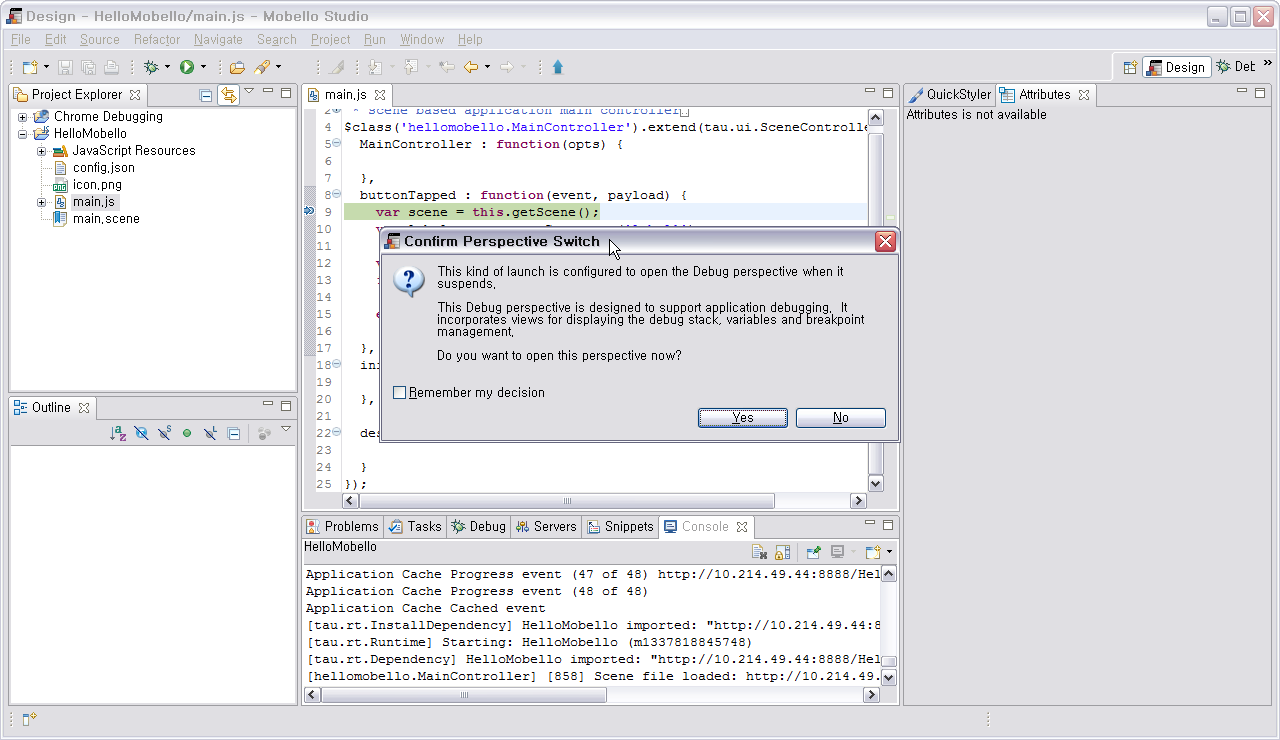 Design - HelloMobello/main.js - Mobello Studio
File Edit Source Refactor Navigate Search Project Run Window Help
Design Deb
Project Explorer
Chrome Debugging
HelloMobello
JavaScript Resources
config.json
icon.png
main.js
main.scene
Outline
main.js
2 * scene based application main controller
4 $class('hellomobello.MainController').extend(tau.ui.SceneControlle
5 MainController : function(opts) {
6
7 },
8 buttonTapped : function(event, payload) {
9 var scene = this.getScene();
10
11
12
13
14
15
16
17 },
18 ini
19
20 },
21
22 des
23
24 }
25 });
Confirm Perspective Switch
This kind of launch is configured to open the Debug perspective when it
suspends.
This Debug perspective is designed to support application debugging. It
incorporates views for displaying the debug stack, variables and breakpoint
management.
Do you want to open this perspective now?
Remember my decision
Yes No
Problems Tasks Debug Servers Snippets Console
HelloMobello
Application Cache Progress event (47 of 48) http://10.214.49.44:8888/Hel
Application Cache Progress event (48 of 48)
Application Cache Cached event
[tau.rt.InstallDependency] HelloMobello imported: "http://10.214.49.44:8
[tau.rt.Runtime] Starting: HelloMobello (m1337818845748)
[tau.rt.Dependency] HelloMobello imported: "http://10.214.49.44:8888/Hel
[hellomobello.MainController] [858] Scene file loaded: http://10.214.49.
QuickStyler Attributes
Attributes is not available